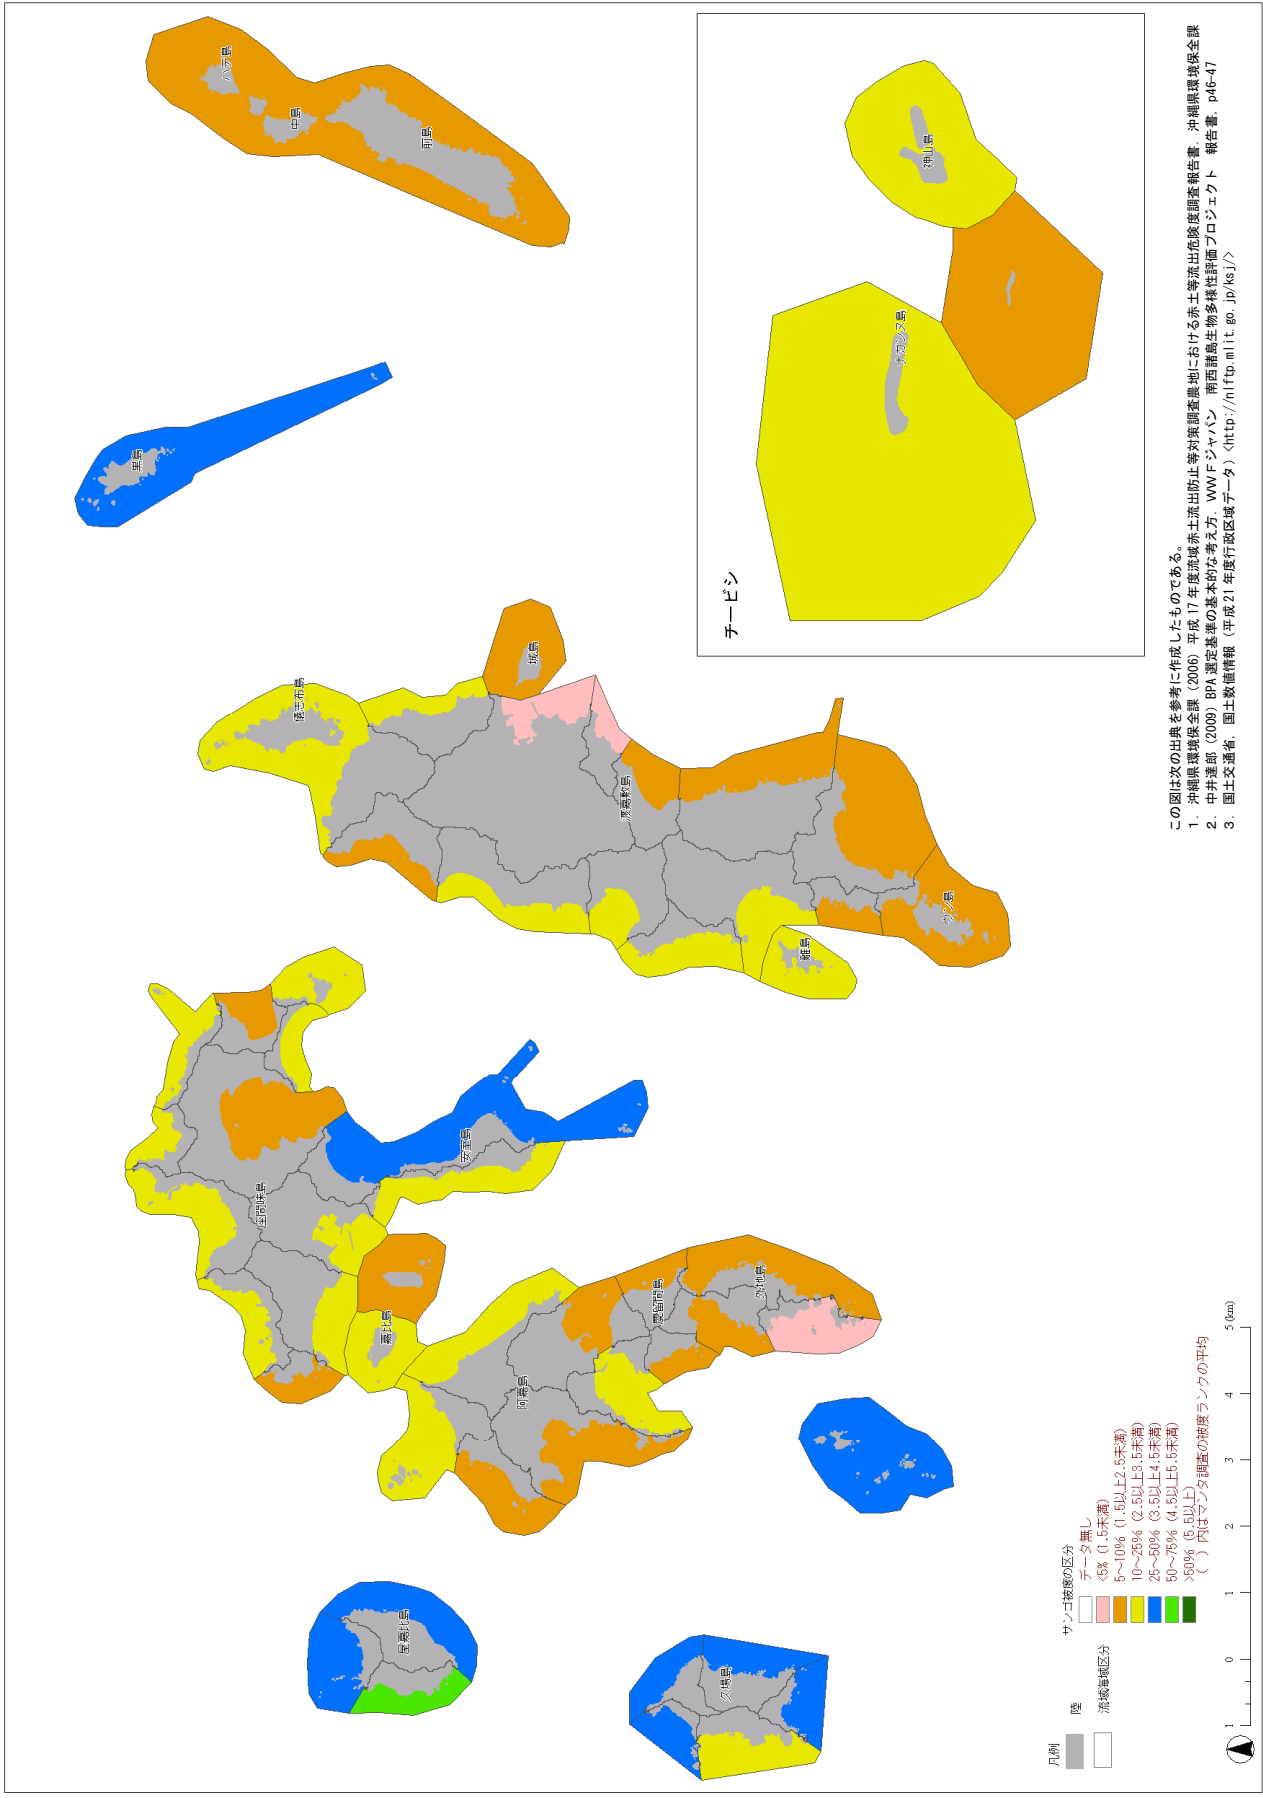 ハテ島
中島
前島
黒島
チービシ
神山島
ナガンヌ島
儀志布島
城島
渡嘉敷島
離島
ウン島
座間味島
安室島
嘉比島
阿嘉島
慶留間島
外地島
屋嘉比島
久場島
この図は次の出典を参考に作成したものである。
1. 沖縄県環境保全課 (2006) 平成17年度流域赤土流出防止等対策調査農地における赤土等流出危険度調査報告書. 沖縄県環境保全課
2. 中井達郎 (2009) BPA選定基準の基本的な考え方. WWFジャパン 南西諸島生物多様性評価プロジェクト 報告書. p46-47
3. 国土交通省. 国土数値情報 (平成21年度行政区域データ) <http://nlftp.mlit.go.jp/ksj/>
凡例
陸
流域海域区分
サンゴ被度の区分
データ無し
<5% (1.5未満)
5～10% (1.5以上2.5未満)
10～25% (2.5以上3.5未満)
25～50% (3.5以上4.5未満)
50～75% (4.5以上5.5未満)
>50% (5.5以上)
( ) 内はマンタ調査の被度ランクの平均
1 0 1 2 3 4 5 (km)